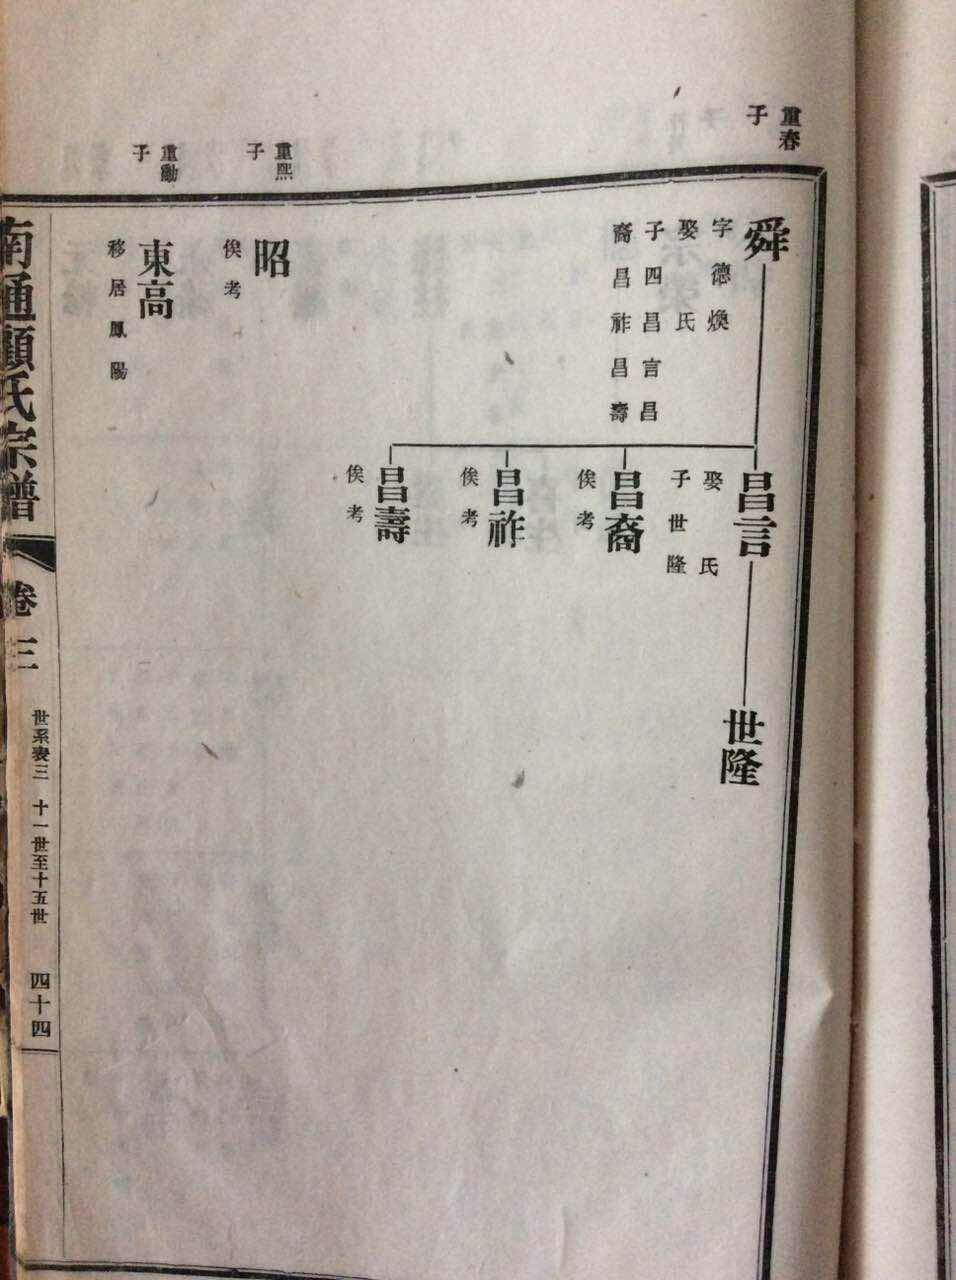 重春
子
舜
字德煥
娶 氏
子四昌言昌
裔昌祚昌壽
昌言
娶 氏
子世隆
世隆
昌裔
俟考
昌祚
俟考
昌壽
俟考
重熙
子
昭
俟考
重勳
子
東高
移居鳳陽
南通顧氏宗譜
卷三
世系表三 十一世至十五世 四十四